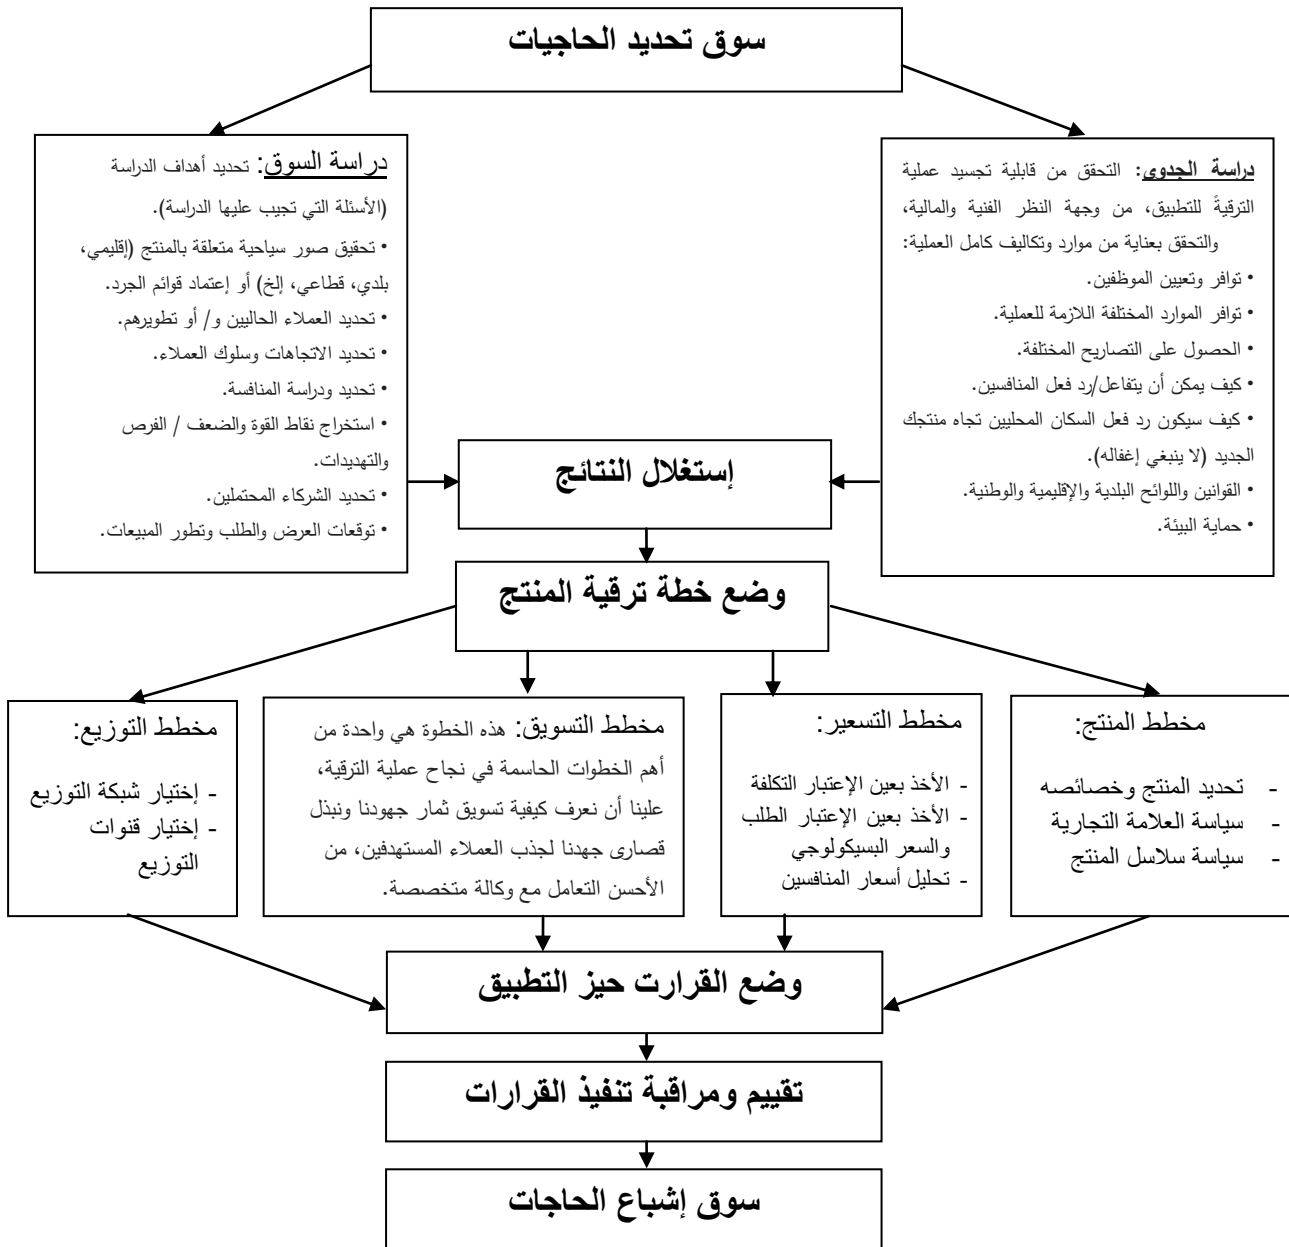 سوق تحديد الحاجيات
دراسة الجدوى: التحقق من قابلية تجسيد عملية
الترقيةً للتطبيق، من وجهة النظر الفنية والمالية،
والتحقق بعناية من موارد وتكاليف كامل العملية:
• توافر وتعيين الموظفين.
• توافر الموارد المختلفة اللازمة للعملية.
• الحصول على التصاريح المختلفة.
• كيف يمكن أن يتفاعل/رد فعل المنافسين.
• كيف سيكون رد فعل السكان المحليين تجاه منتجك
الجديد (لا ينبغي إغفاله).
• القوانين واللوائح البلدية والإقليمية والوطنية.
• حماية البيئة.
دراسة السوق: تحديد أهداف الدراسة
(الأسئلة التي تجيب عليها الدراسة).
• تحقيق صور سياحية متعلقة بالمنتج (إقليمي،
بلدي، قطاعي، إلخ) أو إعتماد قوائم الجرد.
• تحديد العملاء الحاليين و/ أو تطويرهم.
• تحديد الاتجاهات وسلوك العملاء.
• تحديد ودراسة المنافسة.
• استخراج نقاط القوة والضعف / الفرص
والتهديدات.
• تحديد الشركاء المحتملين.
• توقعات العرض والطلب وتطور المبيعات.
إستغلال النتائج
وضع خطة ترقية المنتج
مخطط المنتج:
- تحديد المنتج وخصائصه
- سياسة العلامة التجارية
- سياسة سلاسل المنتج
مخطط التسعير:
- الأخذ بعين الإعتبار التكلفة
- الأخذ بعين الإعتبار الطلب
والسعر البسيكولوجي
- تحليل أسعار المنافسين
مخطط التسويق: هذه الخطوة هي واحدة من
أهم الخطوات الحاسمة في نجاح عملية الترقية،
علينا أن نعرف كيفية تسويق ثمار جهودنا ونبذل
قصارى جهدنا لجذب العملاء المستهدفين، من
الأحسن التعامل مع وكالة متخصصة.
مخطط التوزيع:
- إختيار شبكة التوزيع
- إختيار قنوات
التوزيع
وضع القرارت حيز التطبيق
تقييم ومراقبة تنفيذ القرارات
سوق إشباع الحاجات